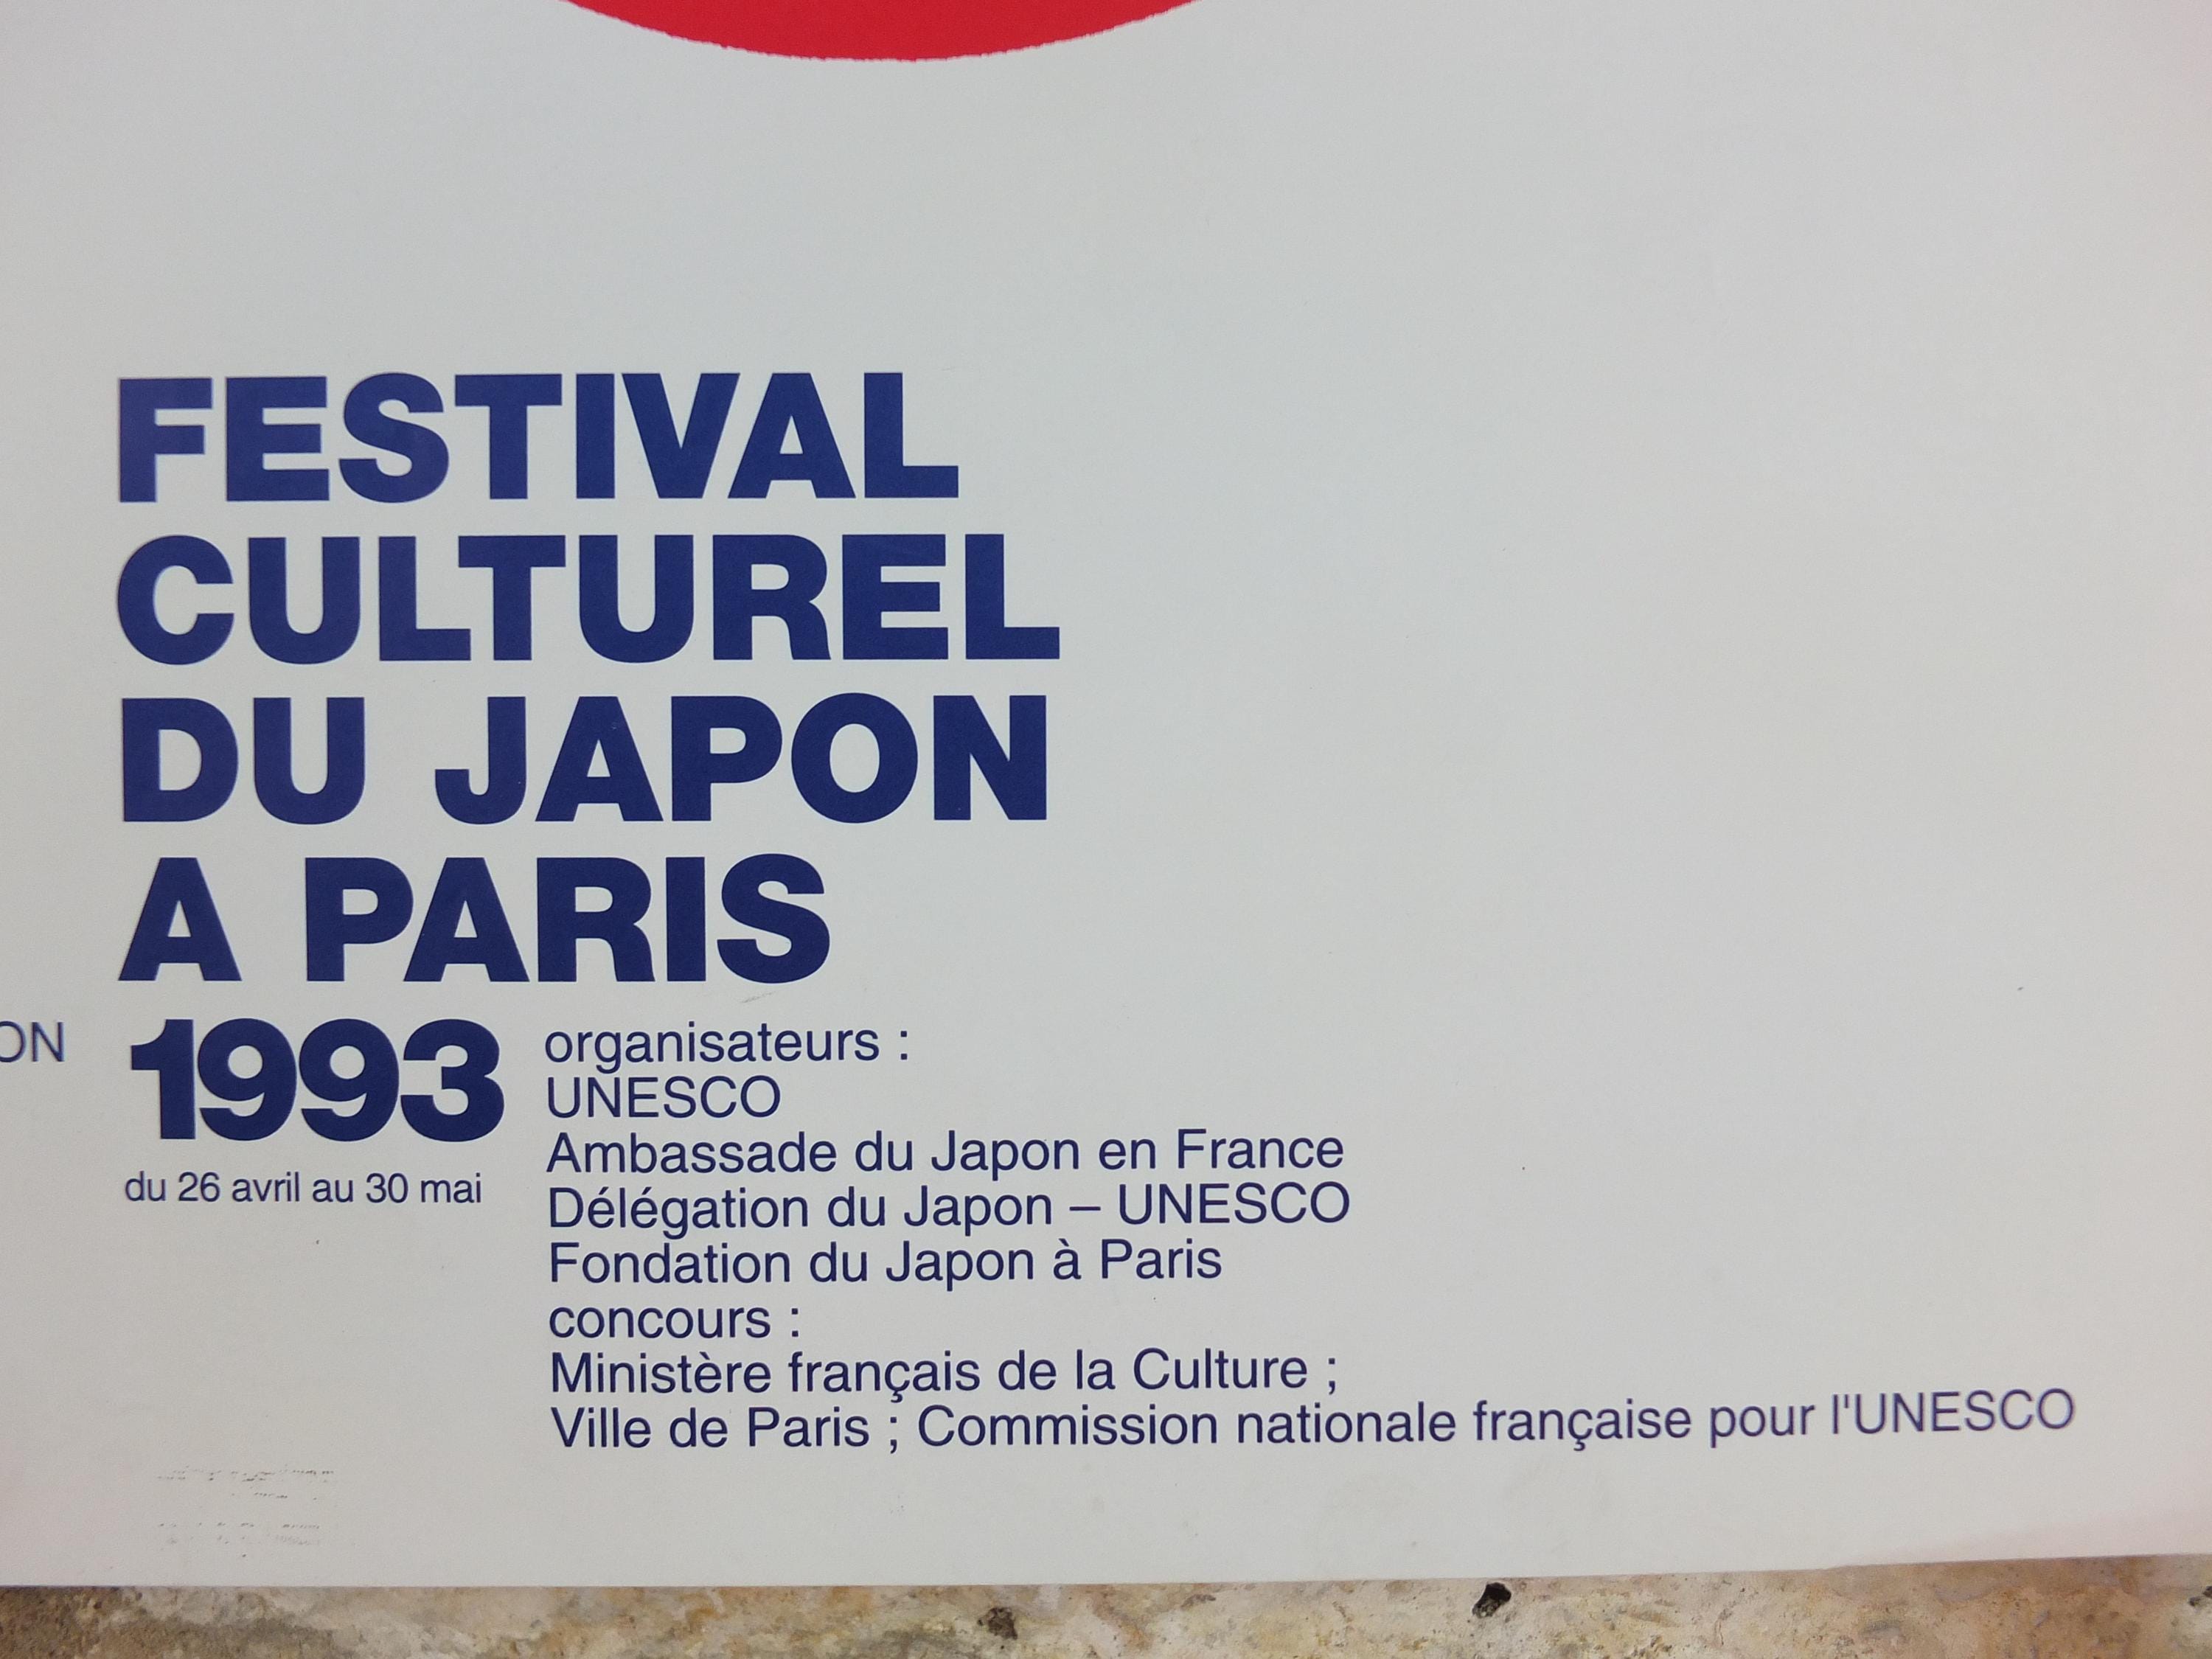 FESTIVAL
CULTUREL
DU JAPON
A PARIS
1993
du 26 avril au 30 mai
organisateurs :
UNESCO
Ambassade du Japon en France
Délégation du Japon – UNESCO
Fondation du Japon à Paris
concours :
Ministère français de la Culture ;
Ville de Paris ; Commission nationale française pour l'UNESCO